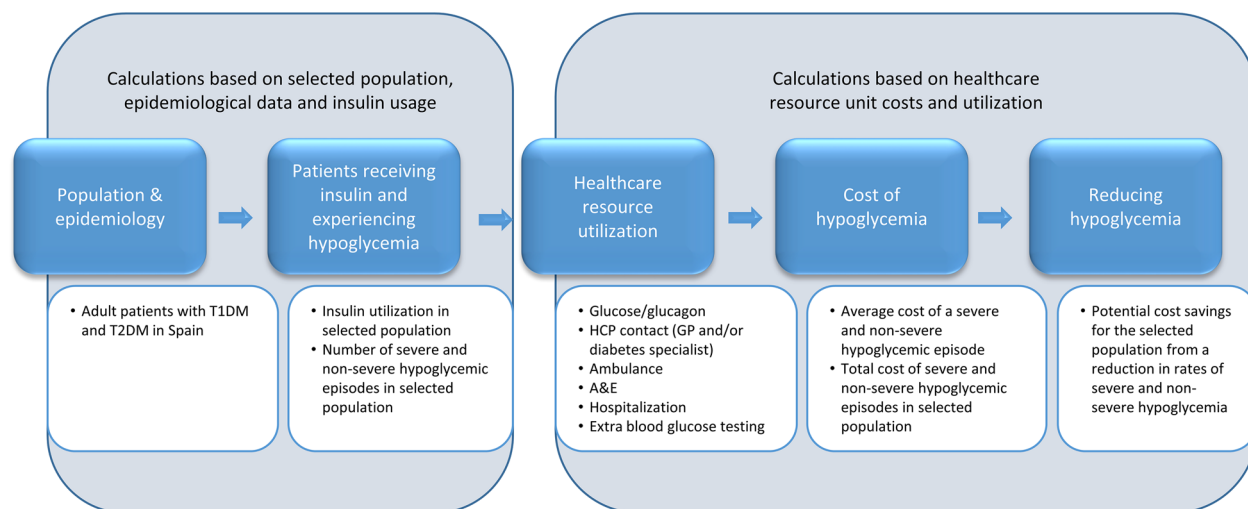 Calculations based on selected population,
epidemiological data and insulin usage
Calculations based on healthcare
resource unit costs and utilization
Population &
epidemiology
Patients receiving
insulin and
experiencing
hypoglycemia
Healthcare
resource
utilization
Cost of
hypoglycemia
Reducing
hypoglycemia
• Adult patients with T1DM
and T2DM in Spain
• Insulin utilization in
selected population
• Number of severe and
non-severe hypoglycemic
episodes in selected
population
• Glucose/glucagon
• HCP contact (GP and/or
diabetes specialist)
• Ambulance
• A&E
• Hospitalization
• Extra blood glucose testing
• Average cost of a severe
and non-severe
hypoglycemic episode
• Total cost of severe and
non-severe hypoglycemic
episodes in selected
population
• Potential cost savings
for the selected
population from a
reduction in rates of
severe and non-
severe hypoglycemia